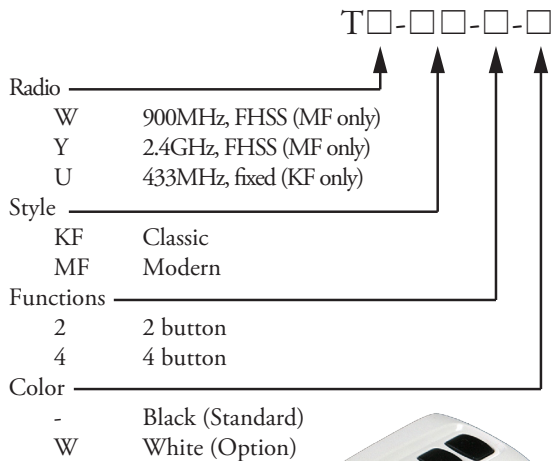 T□-□□-□-□
Radio
W 900MHz, FHSS (MF only)
Y 2.4GHz, FHSS (MF only)
U 433MHz, fixed (KF only)
Style
KF Classic
MF Modern
Functions
2 2 button
4 4 button
Color
- Black (Standard)
W White (Option)